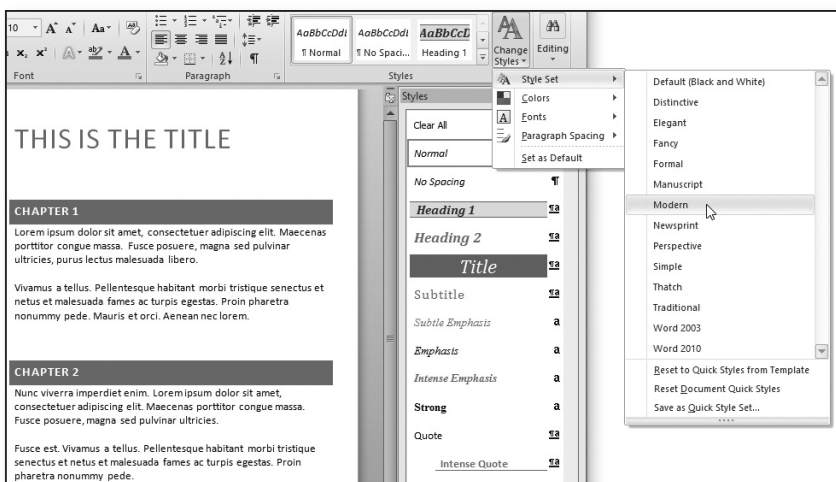 10 A A Aa
AaBbCcDdI AaBbCcDdI AaBbCcD
¶ Normal ¶ No Spaci... Heading 1
Change Styles
Editing
x₂ x² A ab A
Font Paragraph Styles
THIS IS THE TITLE
CHAPTER 1
Lorem ipsum dolor sit amet, consectetuer adipiscing elit. Maecenas
porttitor congue massa. Fusce posuere, magna sed pulvinar
ultricies, purus lectus malesuada libero.
Vivamus a tellus. Pellentesque habitant morbi tristique senectus et
netus et malesuada fames ac turpis egestas. Proin pharetra
nonummy pede. Mauris et orci. Aenean nec lorem.
CHAPTER 2
Nunc viverra imperdiet enim. Lorem ipsum dolor sit amet,
consectetuer adipiscing elit. Maecenas porttitor congue massa.
Fusce posuere, magna sed pulvinar ultricies.
Fusce est. Vivamus a tellus. Pellentesque habitant morbi tristique
senectus et netus et malesuada fames ac turpis egestas. Proin
pharetra nonummy pede.
Styles
Clear All
Normal
No Spacing ¶
Heading 1 ¶a
Heading 2 ¶a
Title ¶a
Subtitle ¶a
Subtle Emphasis a
Emphasis a
Intense Emphasis a
Strong a
Quote ¶a
Intense Quote ¶a
Style Set
Colors
A Fonts
Paragraph Spacing
Set as Default
Default (Black and White)
Distinctive
Elegant
Fancy
Formal
Manuscript
Modern
Newsprint
Perspective
Simple
Thatch
Traditional
Word 2003
Word 2010
Reset to Quick Styles from Template
Reset Document Quick Styles
Save as Quick Style Set...